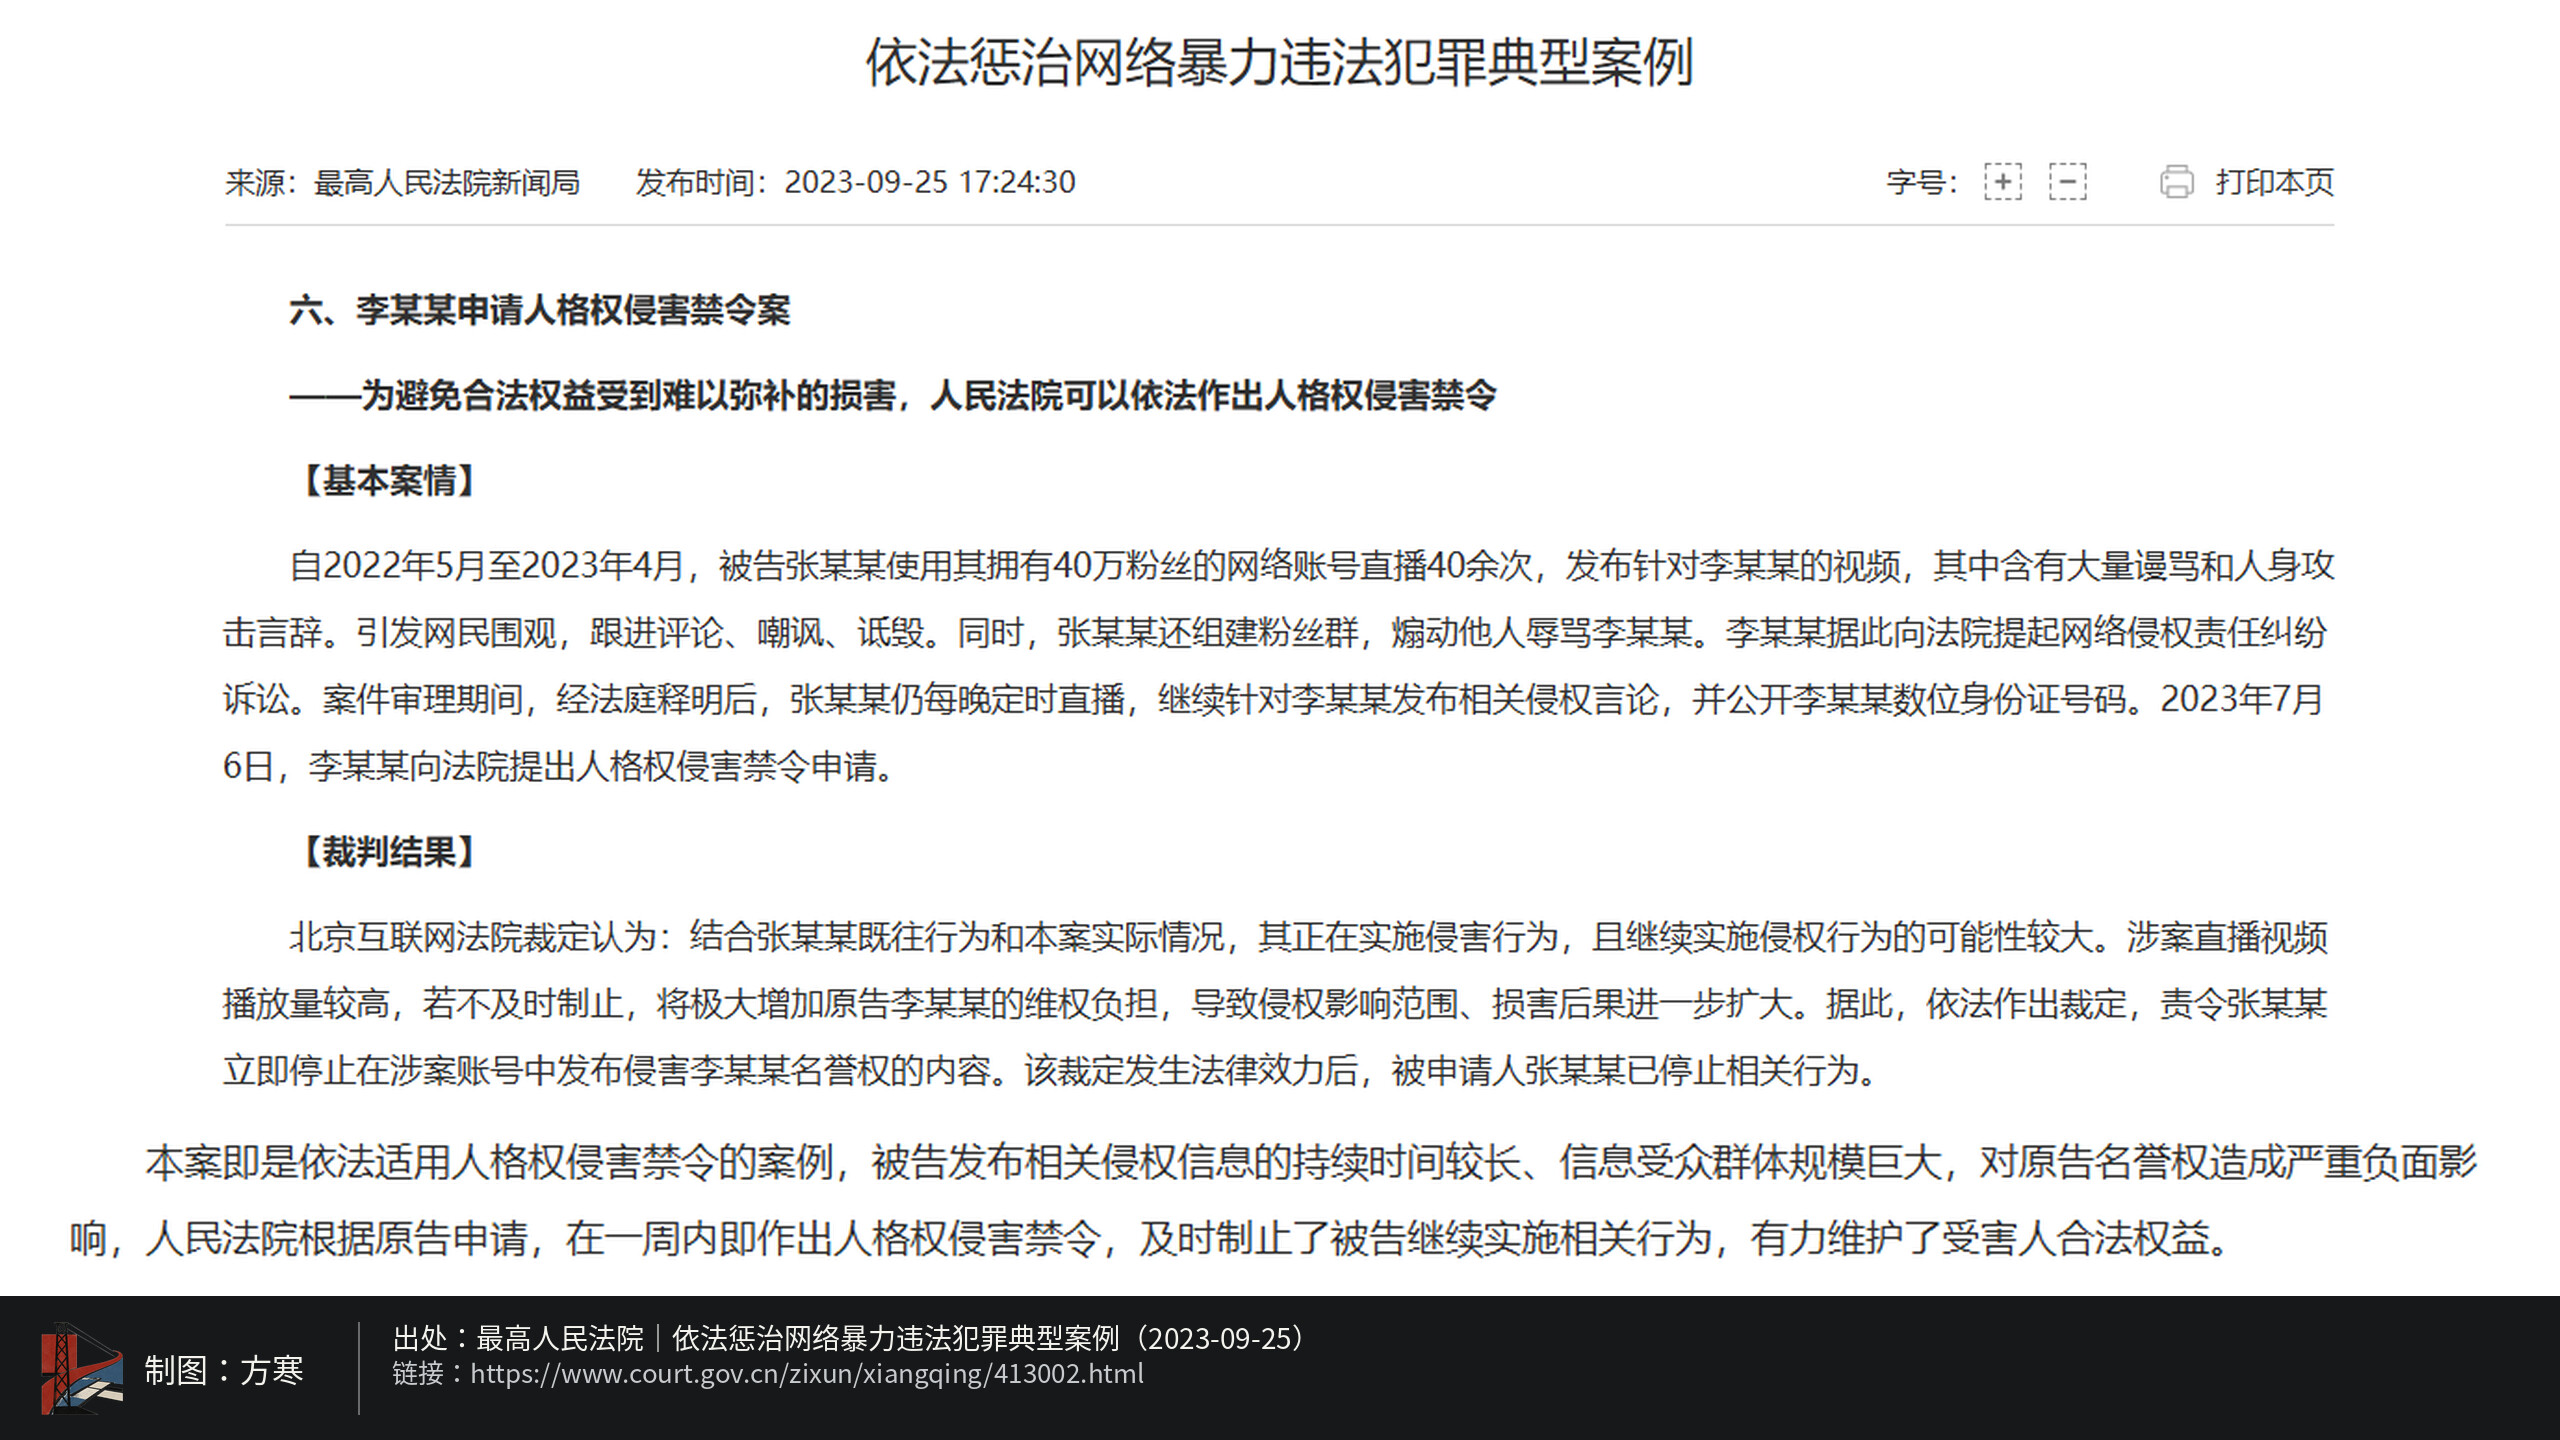 依法惩治网络暴力违法犯罪典型案例
来源：最高人民法院新闻局 发布时间：2023-09-25 17:24:30 字号： + - 打印本页
六、李某某申请人格权侵害禁令案
——为避免合法权益受到难以弥补的损害，人民法院可以依法作出人格权侵害禁令
【基本案情】
自2022年5月至2023年4月，被告张某某使用其拥有40万粉丝的网络账号直播40余次，发布针对李某某的视频，其中含有大量谩骂和人身攻
击言辞。引发网民围观，跟进评论、嘲讽、诋毁。同时，张某某还组建粉丝群，煽动他人辱骂李某某。李某某据此向法院提起网络侵权责任纠纷
诉讼。案件审理期间，经法庭释明后，张某某仍每晚定时直播，继续针对李某某发布相关侵权言论，并公开李某某数位身份证号码。2023年7月
6日，李某某向法院提出人格权侵害禁令申请。
【裁判结果】
北京互联网法院裁定认为：结合张某某既往行为和本案实际情况，其正在实施侵害行为，且继续实施侵权行为的可能性较大。涉案直播视频
播放量较高，若不及时制止，将极大增加原告李某某的维权负担，导致侵权影响范围、损害后果进一步扩大。据此，依法作出裁定，责令张某某
立即停止在涉案账号中发布侵害李某某名誉权的内容。该裁定发生法律效力后，被申请人张某某已停止相关行为。
本案即是依法适用人格权侵害禁令的案例，被告发布相关侵权信息的持续时间较长、信息受众群体规模巨大，对原告名誉权造成严重负面影
响，人民法院根据原告申请，在一周内即作出人格权侵害禁令，及时制止了被告继续实施相关行为，有力维护了受害人合法权益。
制图：方寒
出处：最高人民法院｜依法惩治网络暴力违法犯罪典型案例（2023-09-25）
链接：https://www.court.gov.cn/zixun/xiangqing/413002.html